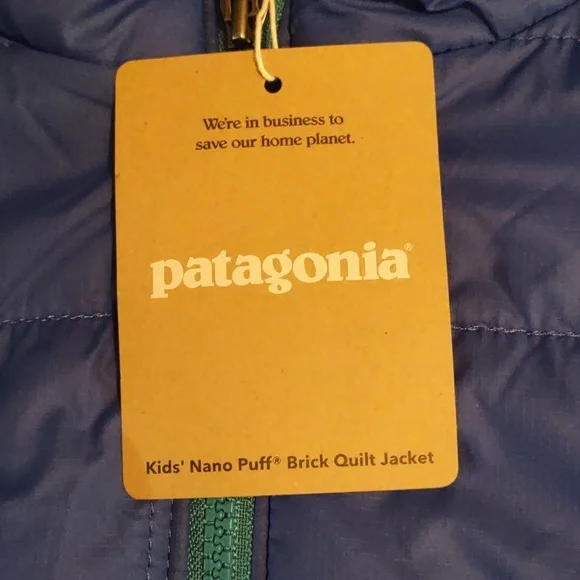 We're in business to
save our home planet.
patagonia®
Kids' Nano Puff® Brick Quilt Jacket